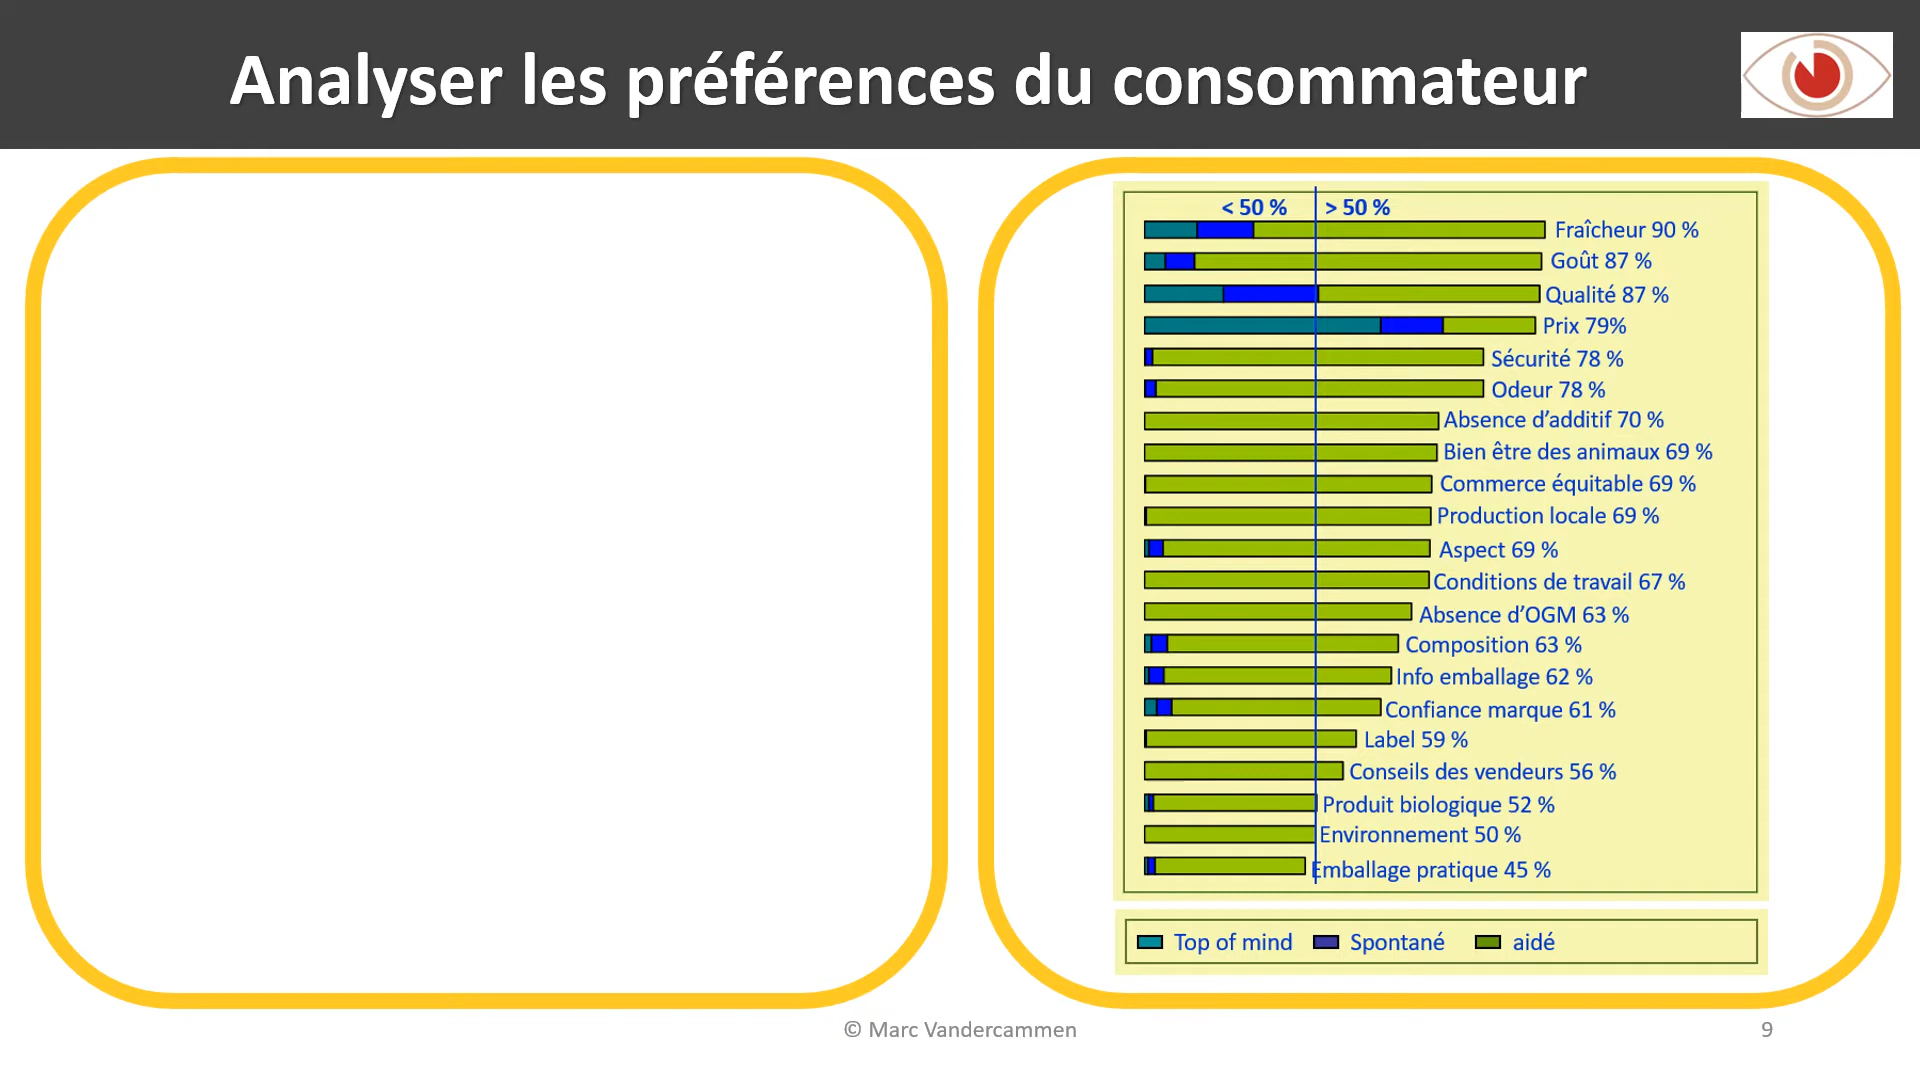 Analyser les préférences du consommateur
< 50 % > 50 %
Fraîcheur 90 %
Goût 87 %
Qualité 87 %
Prix 79%
Sécurité 78 %
Odeur 78 %
Absence d’additif 70 %
Bien être des animaux 69 %
Commerce équitable 69 %
Production locale 69 %
Aspect 69 %
Conditions de travail 67 %
Absence d’OGM 63 %
Composition 63 %
Info emballage 62 %
Confiance marque 61 %
Label 59 %
Conseils des vendeurs 56 %
Produit biologique 52 %
Environnement 50 %
Emballage pratique 45 %
Top of mind Spontané aidé
© Marc Vandercammen 9